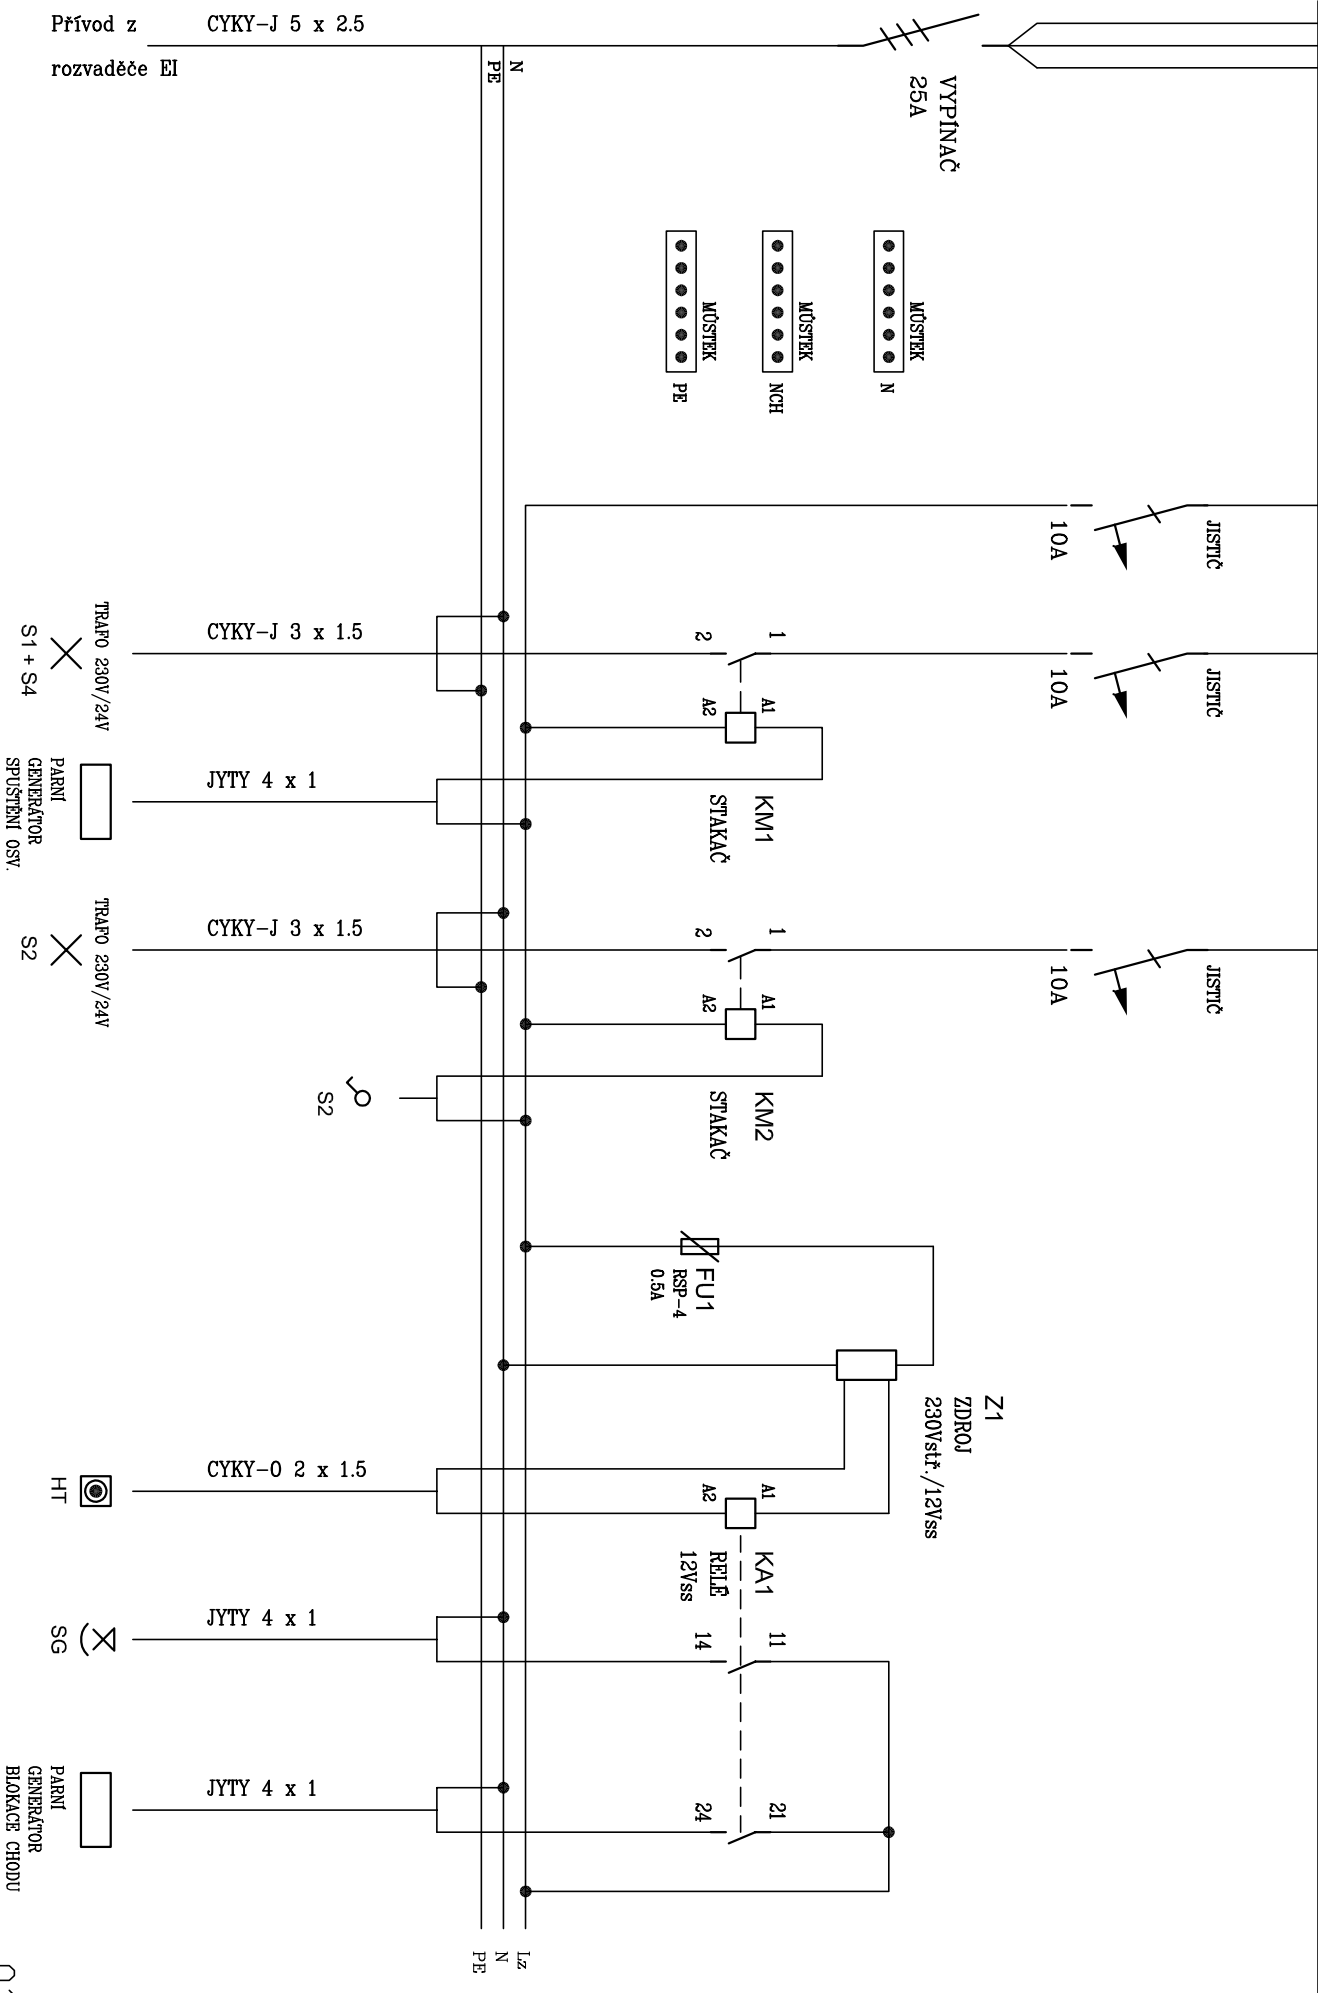 Přívod z
rozvaděče EI
CYKY-J 5 x 2.5
PE
N
VYPÍNAČ
25A
MŮSTEK
N
MŮSTEK
NCH
MŮSTEK
PE
JISTIČ
10A
JISTIČ
10A
JISTIČ
10A
1
2
A1
A2
KM1
STAKAČ
CYKY-J 3 x 1.5
TRAFO 230V/24V
S1 + S4
JYTY 4 x 1
PARNÍ
GENERÁTOR
SPUŠTĚNÍ OSV.
1
2
A1
A2
KM2
STAKAČ
CYKY-J 3 x 1.5
TRAFO 230V/24V
S2
S2
FU1
RSP-4
0.5A
Z1
ZDROJ
230Vstř./12Vss
A1
A2
KA1
RELÉ
12Vss
CYKY-O 2 x 1.5
HT
11
14
JYTY 4 x 1
SG
21
24
JYTY 4 x 1
PARNÍ
GENERÁTOR
BLOKACE CHODU
Lz
N
PE